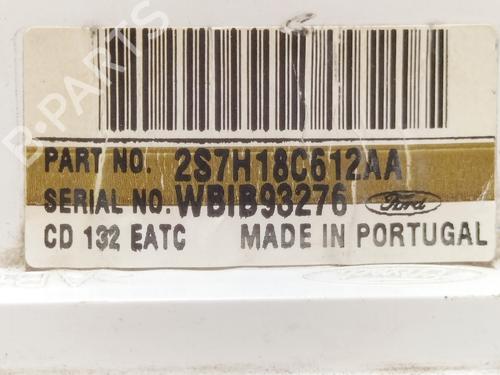 B-PARTS
PART NO. 2S7H18C612AA
SERIAL NO. WBIB93276 Ford
CD 132 EATC MADE IN PORTUGAL